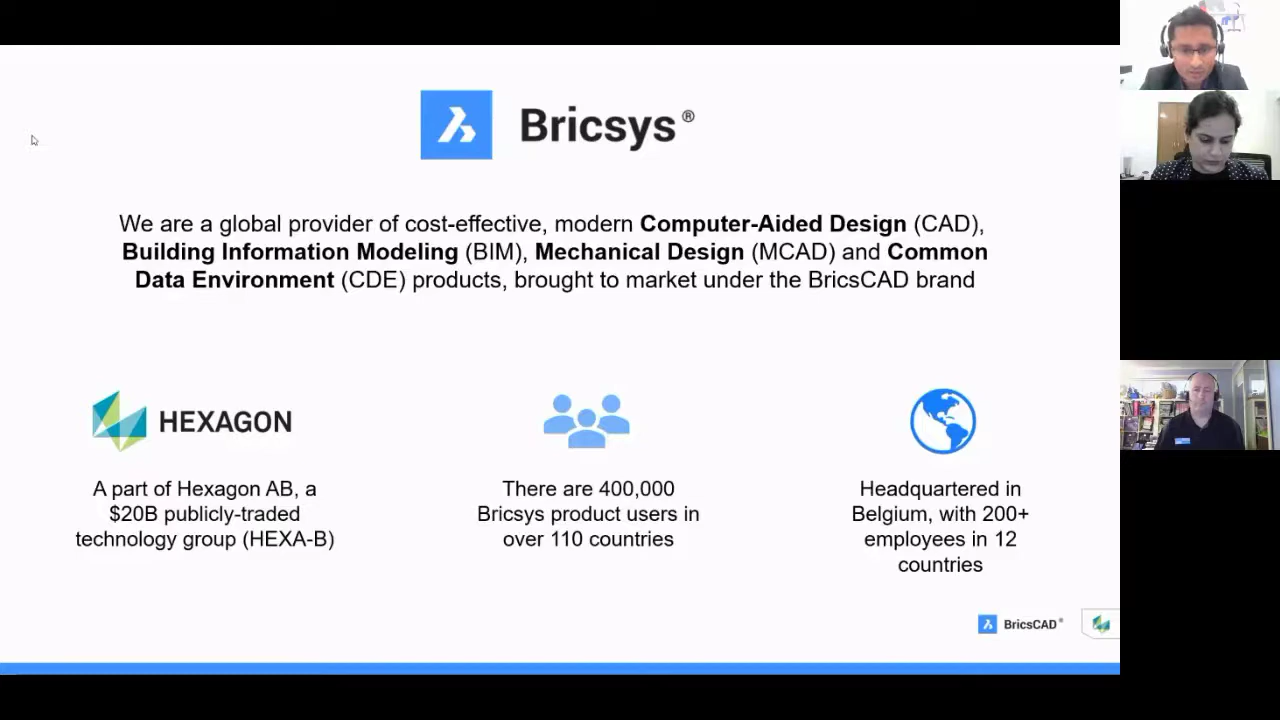 Bricsys®
We are a global provider of cost-effective, modern Computer-Aided Design (CAD),
Building Information Modeling (BIM), Mechanical Design (MCAD) and Common
Data Environment (CDE) products, brought to market under the BricsCAD brand
HEXAGON
A part of Hexagon AB, a
$20B publicly-traded
technology group (HEXA-B)
There are 400,000
Bricsys product users in
over 110 countries
Headquartered in
Belgium, with 200+
employees in 12
countries
BricsCAD®